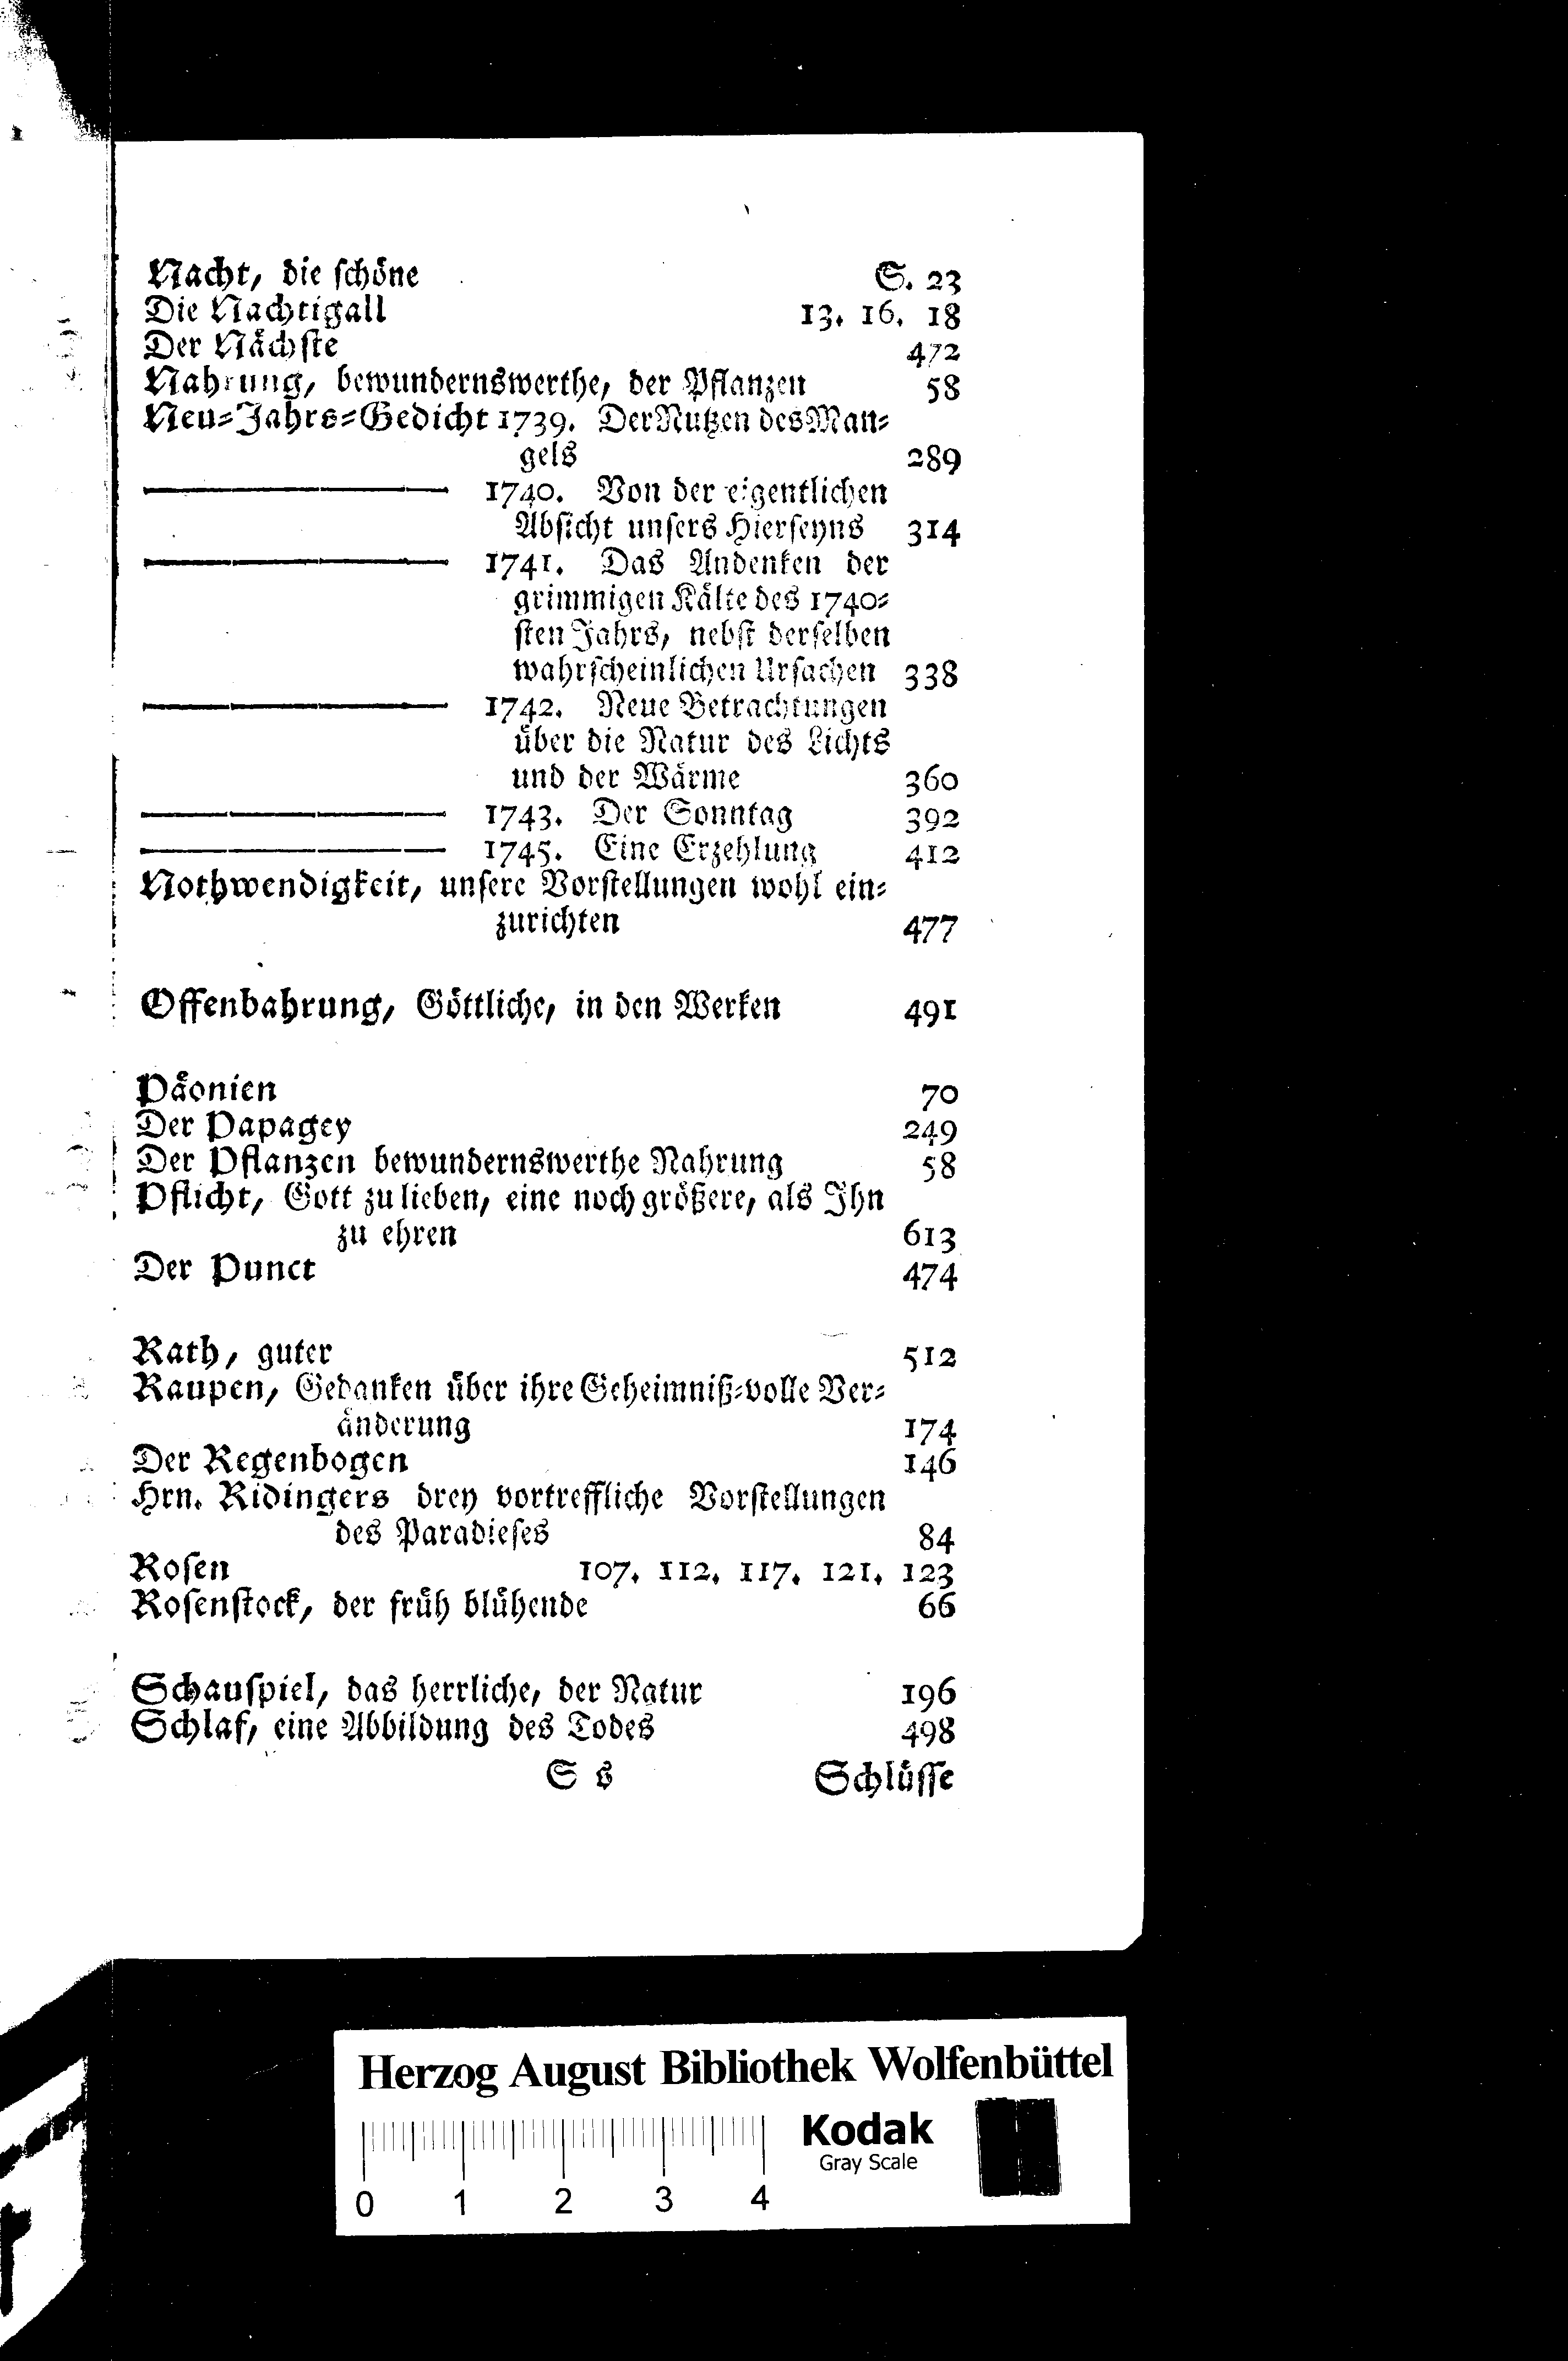 Nacht, die schöne S. 23
Die Nachtigall 13. 16. 18
Der Nächste 472
Nahrung, bewundernswerthe, der Pflanzen 58
Neu-Jahrs-Gedicht 1739. Der Nutzen des Man-
gels 289
——— 1740. Von der eigentlichen
Absicht unsers Hierseyns 314
——— 1741. Das Andenken der
grimmigen Kälte des 1740-
sten Jahrs, nebst derselben
wahrscheinlichen Ursachen 338
——— 1742. Neue Betrachtungen
über die Natur des Lichts
und der Wärme 360
——— 1743. Der Sonntag 392
——— 1745. Eine Erzehlung 412
Nothwendigkeit, unsere Vorstellungen wohl ein-
zurichten 477
Offenbahrung, Göttliche, in den Werken 491
Päonien 70
Der Papagey 249
Der Pflanzen bewundernswerthe Nahrung 58
Pflicht, Gott zu lieben, eine noch größere, als Ihn
zu ehren 613
Der Punct 474
Rath, guter 512
Raupen, Gedanken über ihre Geheimniß-volle Ver-
änderung 174
Der Regenbogen 146
Hrn. Ridingers drey vortreffliche Vorstellungen
des Paradieses 84
Rosen 107. 112. 117. 121. 123
Rosenstock, der früh blühende 66
Schauspiel, das herrliche, der Natur 196
Schlaf, eine Abbildung des Todes 498
S s Schlüsse
Herzog August Bibliothek Wolfenbüttel
Kodak
Gray Scale
0 1 2 3 4